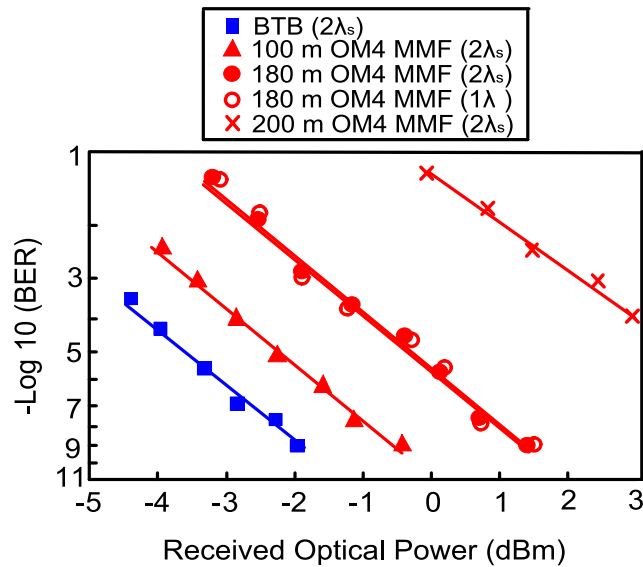 BTB (2λs)
100 m OM4 MMF (2λs)
180 m OM4 MMF (2λs)
180 m OM4 MMF (1λ )
200 m OM4 MMF (2λs)
1
3
5
7
9
11
-Log 10 (BER)
-5 -4 -3 -2 -1 0 1 2 3
Received Optical Power (dBm)